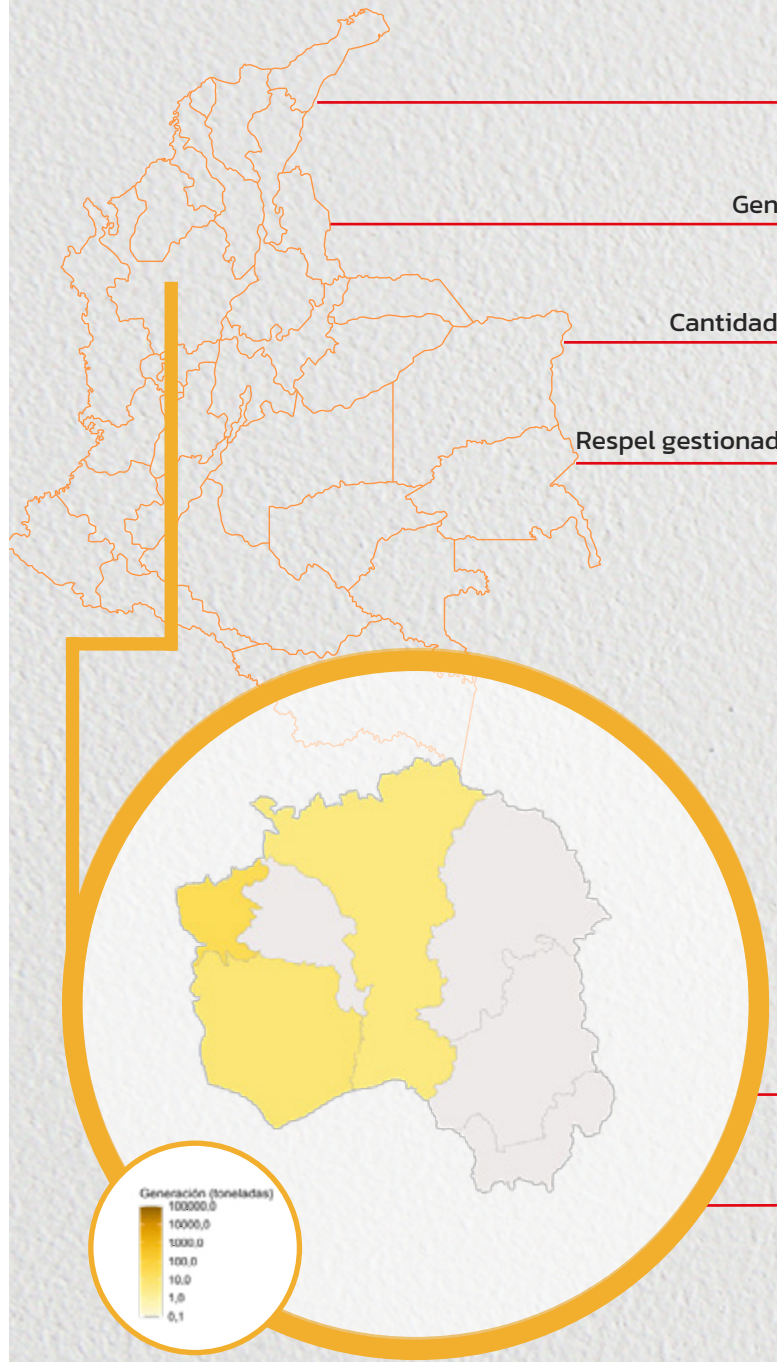 Gen
Cantidad
Respel gestionad
Generación (toneladas)
100000,0
10000,0
1000,0
100,0
10,0
1,0
0,1